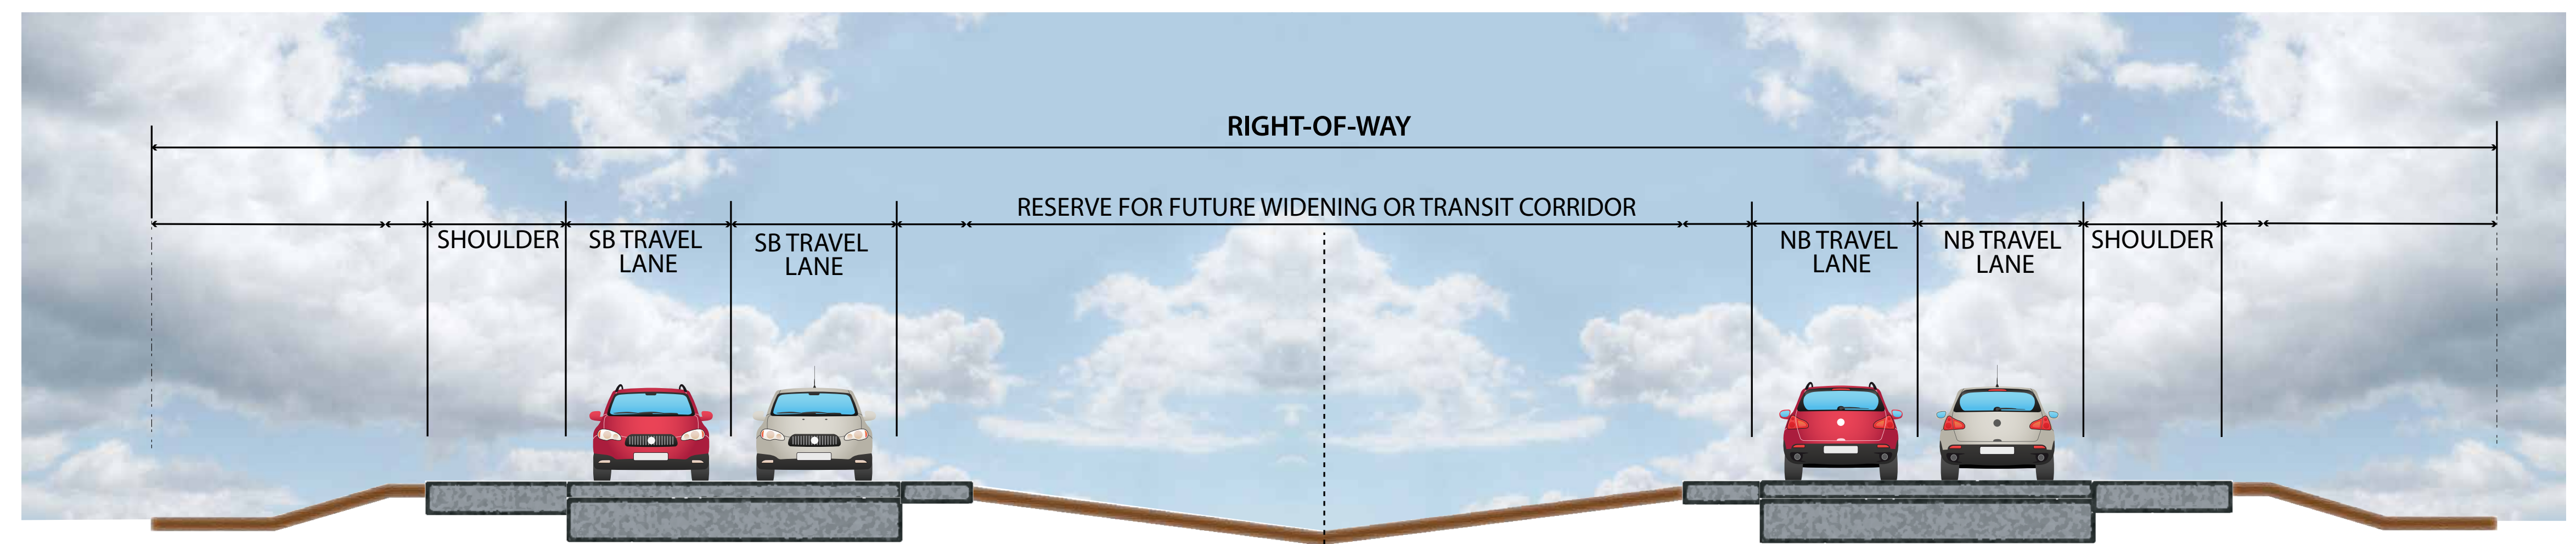 RIGHT-OF-WAY
RESERVE FOR FUTURE WIDENING OR TRANSIT CORRIDOR
SHOULDER
SB TRAVEL
LANE
SB TRAVEL
LANE
NB TRAVEL
LANE
NB TRAVEL
LANE
SHOULDER